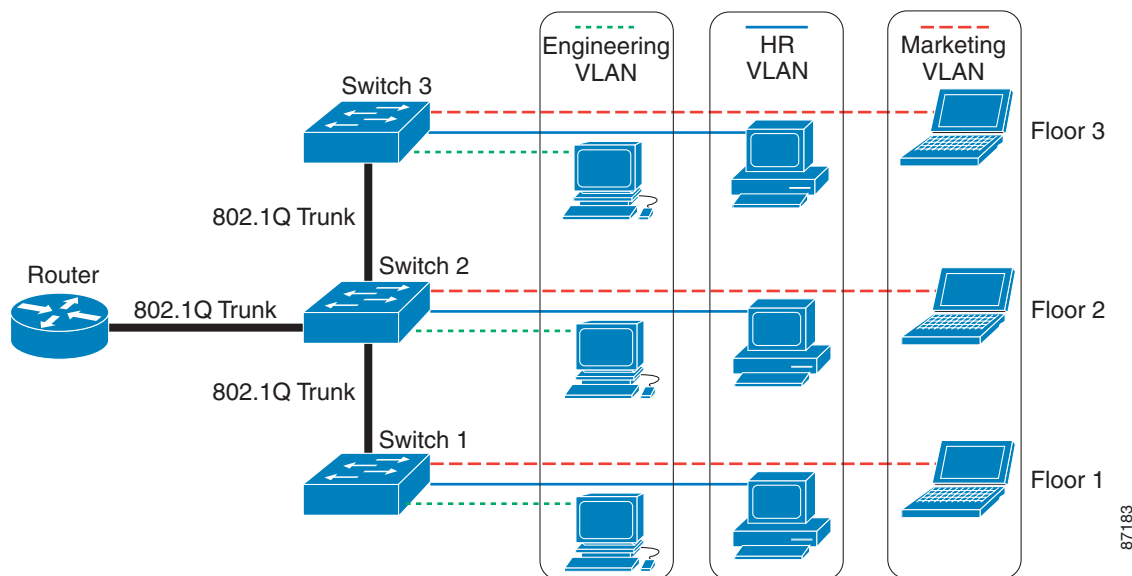 Engineering
VLAN
HR
VLAN
Marketing
VLAN
Switch 3
Floor 3
802.1Q Trunk
Router
Switch 2
802.1Q Trunk
Floor 2
802.1Q Trunk
Switch 1
Floor 1
87183